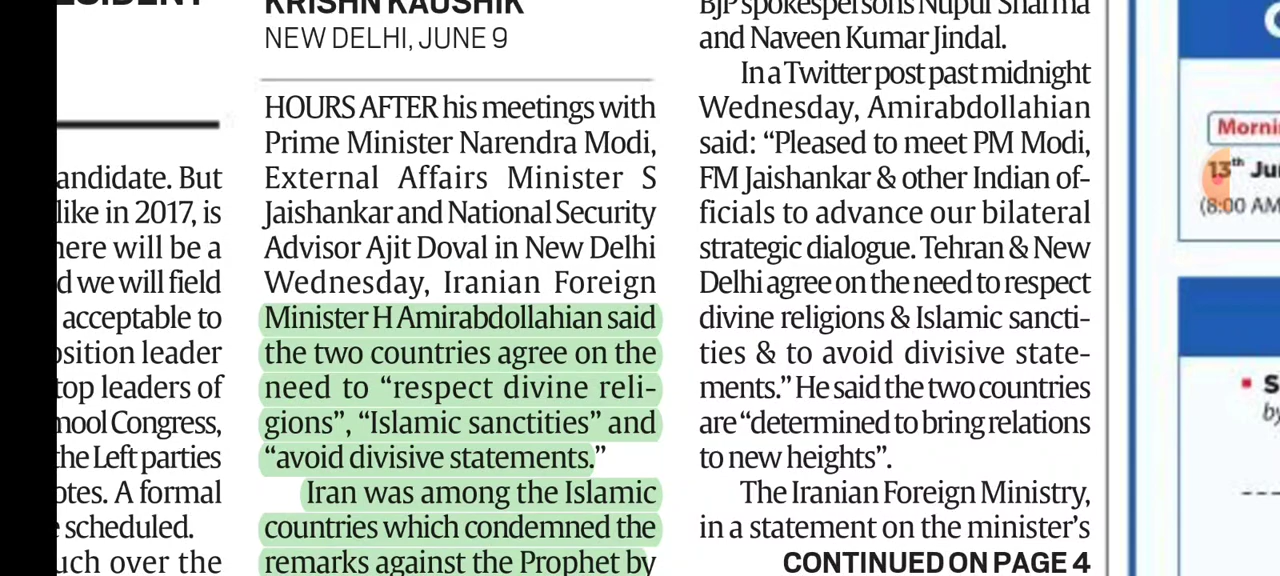 KRISHN KAUSHIK
NEW DELHI, JUNE 9
HOURS AFTER his meetings with
Prime Minister Narendra Modi,
External Affairs Minister S
Jaishankar and National Security
Advisor Ajit Doval in New Delhi
Wednesday, Iranian Foreign
Minister H Amirabdollahian said
the two countries agree on the
need to “respect divine reli-
gions”, “Islamic sanctities” and
“avoid divisive statements.”
Iran was among the Islamic
countries which condemned the
remarks against the Prophet by
BJP spokespersons Nupur Sharma
and Naveen Kumar Jindal.
In a Twitter post past midnight
Wednesday, Amirabdollahian
said: “Pleased to meet PM Modi,
FM Jaishankar & other Indian of-
ficials to advance our bilateral
strategic dialogue. Tehran & New
Delhi agree on the need to respect
divine religions & Islamic sancti-
ties & to avoid divisive state-
ments.” He said the two countries
are “determined to bring relations
to new heights”.
The Iranian Foreign Ministry,
in a statement on the minister’s
CONTINUED ON PAGE 4
andidate. But
like in 2017, is
here will be a
d we will field
acceptable to
osition leader
top leaders of
mool Congress,
the Left parties
otes. A formal
scheduled.
uch over the
13th
(8:00 AM